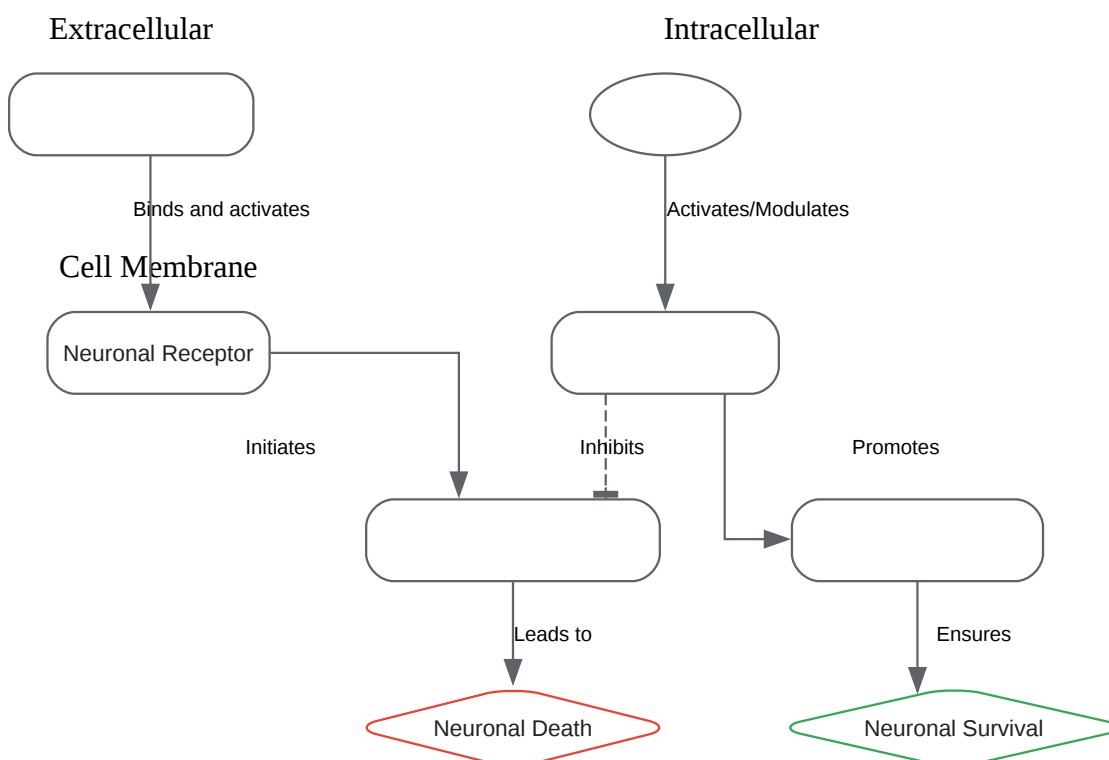 Extracellular
Intracellular
Binds and activates
Activates/Modulates
Cell Membrane
Neuronal Receptor
Initiates
Inhibits
Promotes
Leads to
Ensures
Neuronal Death
Neuronal Survival